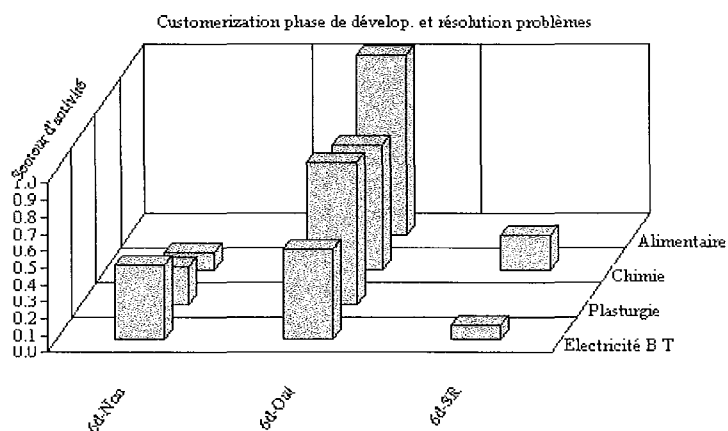 Customerization phase de dévelop. et résolution problèmes
Secteur d'activité
1.0
0.9
0.8
0.7
0.6
0.5
0.4
0.3
0.2
0.1
0.0
Alimentaire
Chimie
Plasturgie
Electricité B T
6d-Non
6d-Oui
6d-SR